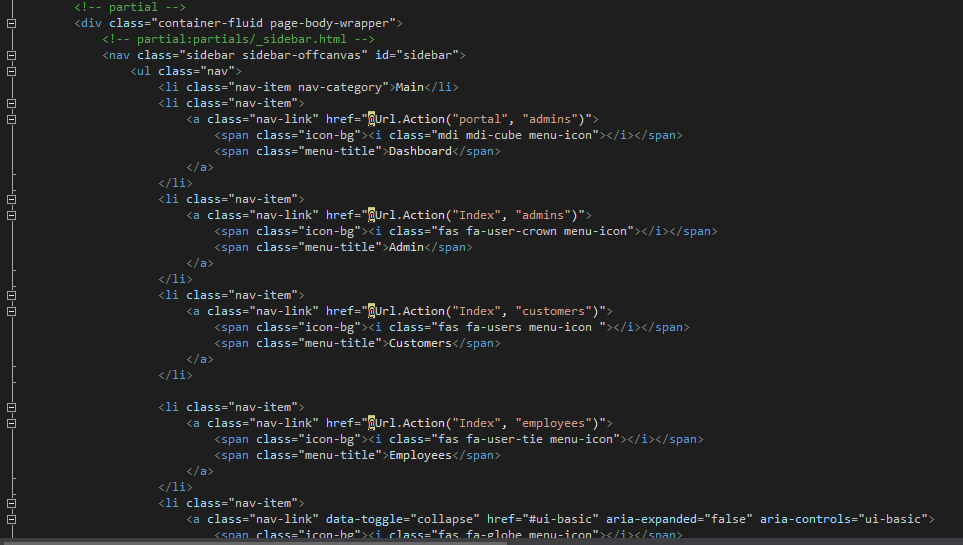 <!-- partial -->
<div class="container-fluid page-body-wrapper">
<!-- partial:partials/_sidebar.html -->
<nav class="sidebar sidebar-offcanvas" id="sidebar">
<ul class="nav">
<li class="nav-item nav-category">Main</li>
<li class="nav-item">
<a class="nav-link" href="@Url.Action("portal", "admins")">
<span class="icon-bg"><i class="mdi mdi-cube menu-icon"></i></span>
<span class="menu-title">Dashboard</span>
</a>
</li>
<li class="nav-item">
<a class="nav-link" href="@Url.Action("Index", "admins")">
<span class="icon-bg"><i class="fas fa-user-crown menu-icon"></i></span>
<span class="menu-title">Admin</span>
</a>
</li>
<li class="nav-item">
<a class="nav-link" href="@Url.Action("Index", "customers")">
<span class="icon-bg"><i class="fas fa-users menu-icon "></i></span>
<span class="menu-title">Customers</span>
</a>
</li>
<li class="nav-item">
<a class="nav-link" href="@Url.Action("Index", "employees")">
<span class="icon-bg"><i class="fas fa-user-tie menu-icon"></i></span>
<span class="menu-title">Employees</span>
</a>
</li>
<li class="nav-item">
<a class="nav-link" data-toggle="collapse" href="#ui-basic" aria-expanded="false" aria-controls="ui-basic">
<span class="icon-bg"><i class="fas fa-globe menu-icon"></i></span>